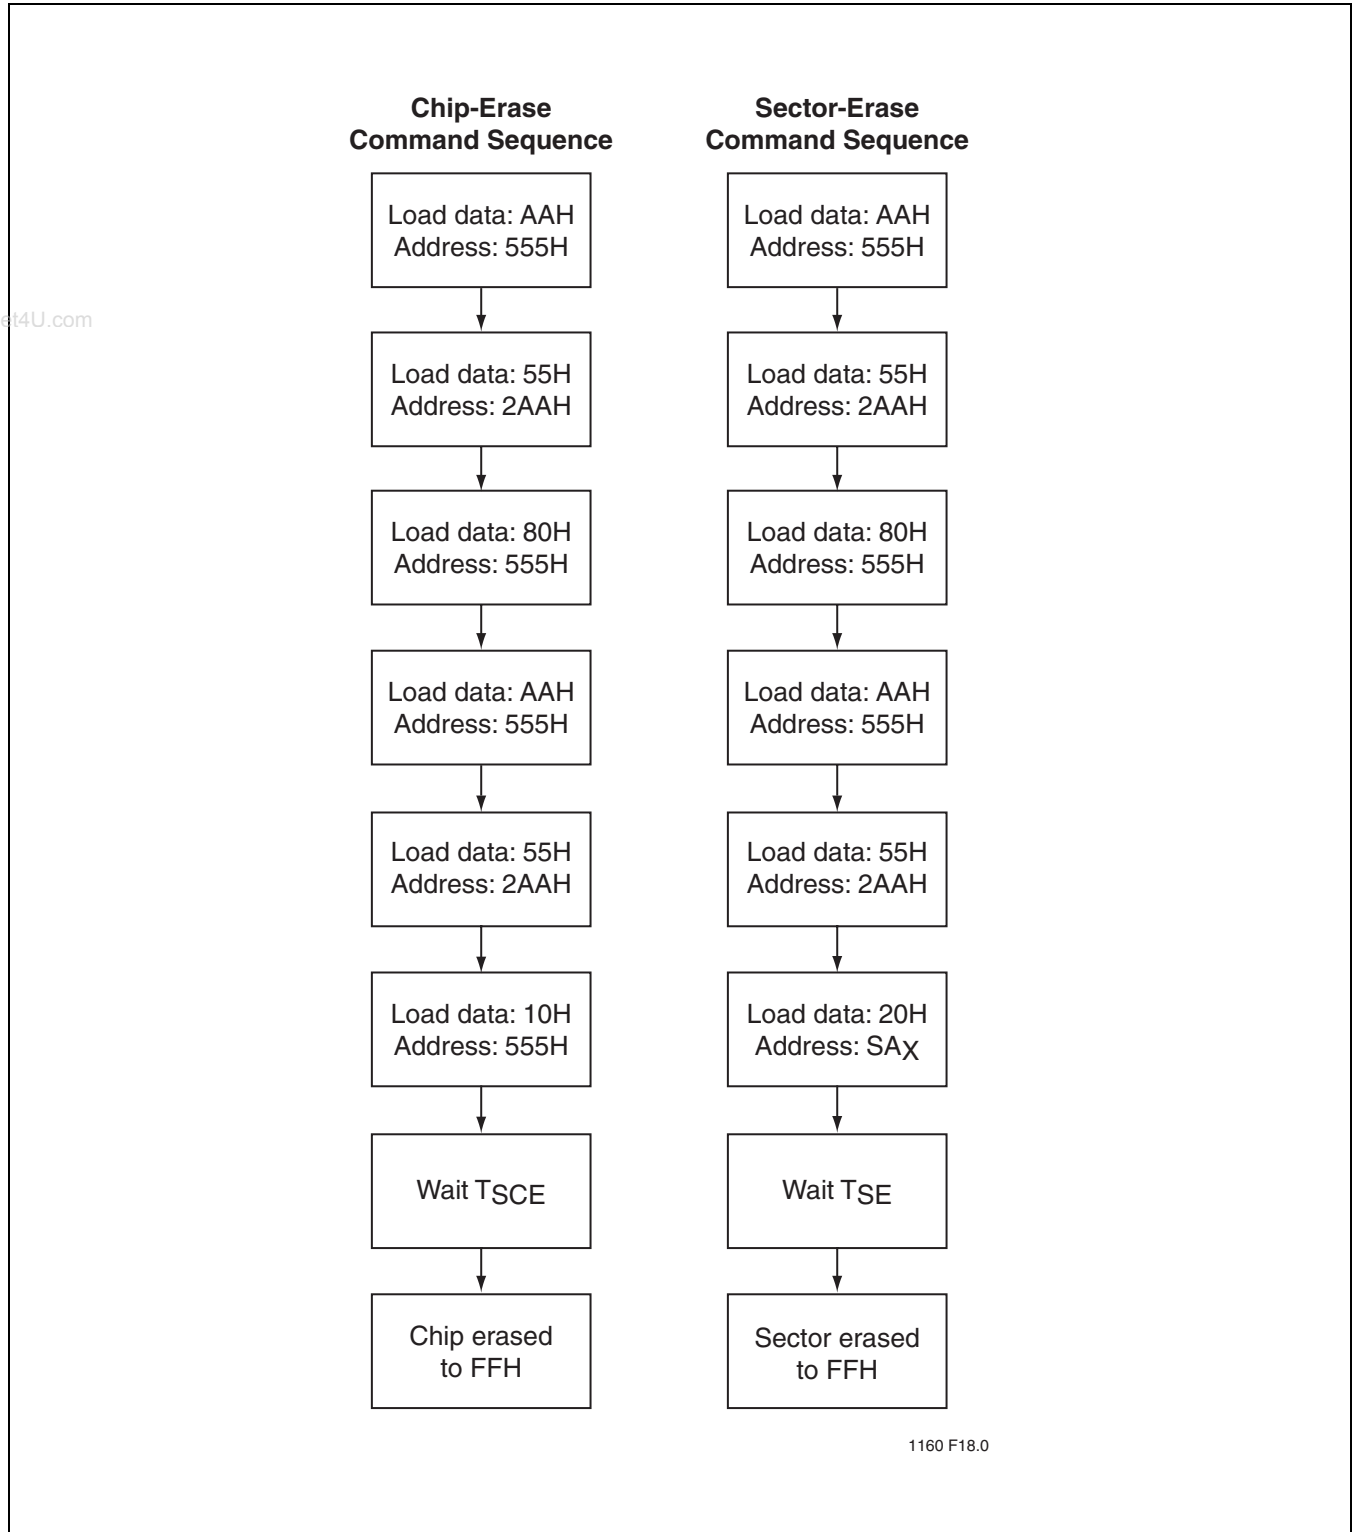 Chip-Erase
Command Sequence
Load data: AAH
Address: 555H
Load data: 55H
Address: 2AAH
Load data: 80H
Address: 555H
Load data: AAH
Address: 555H
Load data: 55H
Address: 2AAH
Load data: 10H
Address: 555H
Wait TSCE
Chip erased
to FFH
Sector-Erase
Command Sequence
Load data: AAH
Address: 555H
Load data: 55H
Address: 2AAH
Load data: 80H
Address: 555H
Load data: AAH
Address: 555H
Load data: 55H
Address: 2AAH
Load data: 20H
Address: SAX
Wait TSE
Sector erased
to FFH
1160 F18.0
et4U.com